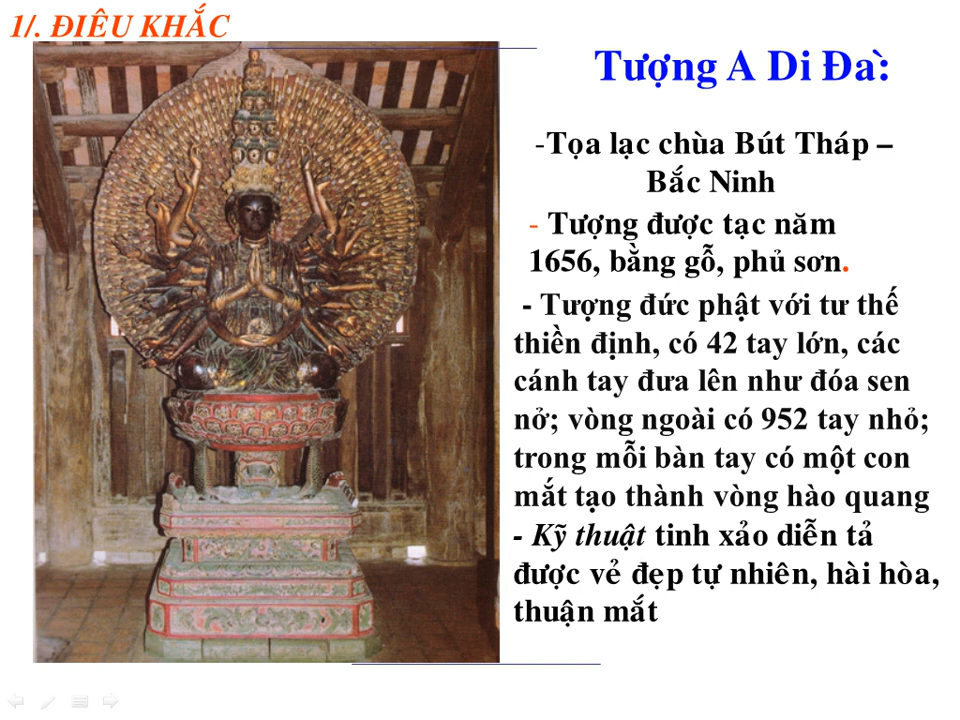 1/. ĐIÊU KHẮC
Tượng A Di Đà:
-Tọa lạc chùa Bút Tháp –
Bắc Ninh
- Tượng được tạc năm
1656, bằng gỗ, phủ sơn.
- Tượng đức phật với tư thế
thiền định, có 42 tay lớn, các
cánh tay đưa lên như đóa sen
nở; vòng ngoài có 952 tay nhỏ;
trong mỗi bàn tay có một con
mắt tạo thành vòng hào quang
- Kỹ thuật tinh xảo diễn tả
được vẻ đẹp tự nhiên, hài hòa,
thuận mắt